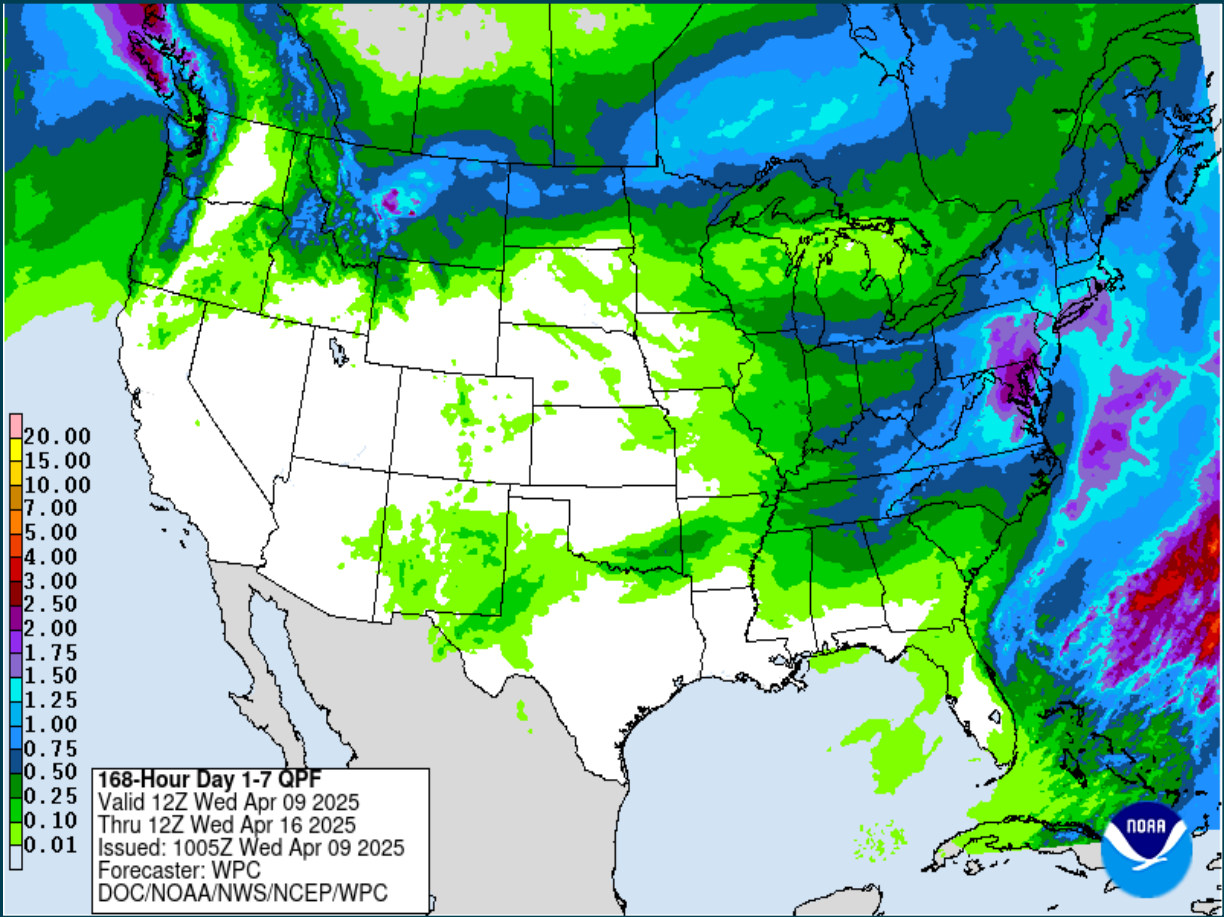 20.00
15.00
10.00
7.00
5.00
4.00
3.00
2.50
2.00
1.75
1.50
1.25
1.00
0.75
0.50
0.25
0.10
0.01
168-Hour Day 1-7 QPF
Valid 12Z Wed Apr 09 2025
Thru 12Z Wed Apr 16 2025
Issued: 1005Z Wed Apr 09 2025
Forecaster: WPC
DOC/NOAA/NWS/NCEP/WPC
NOAA